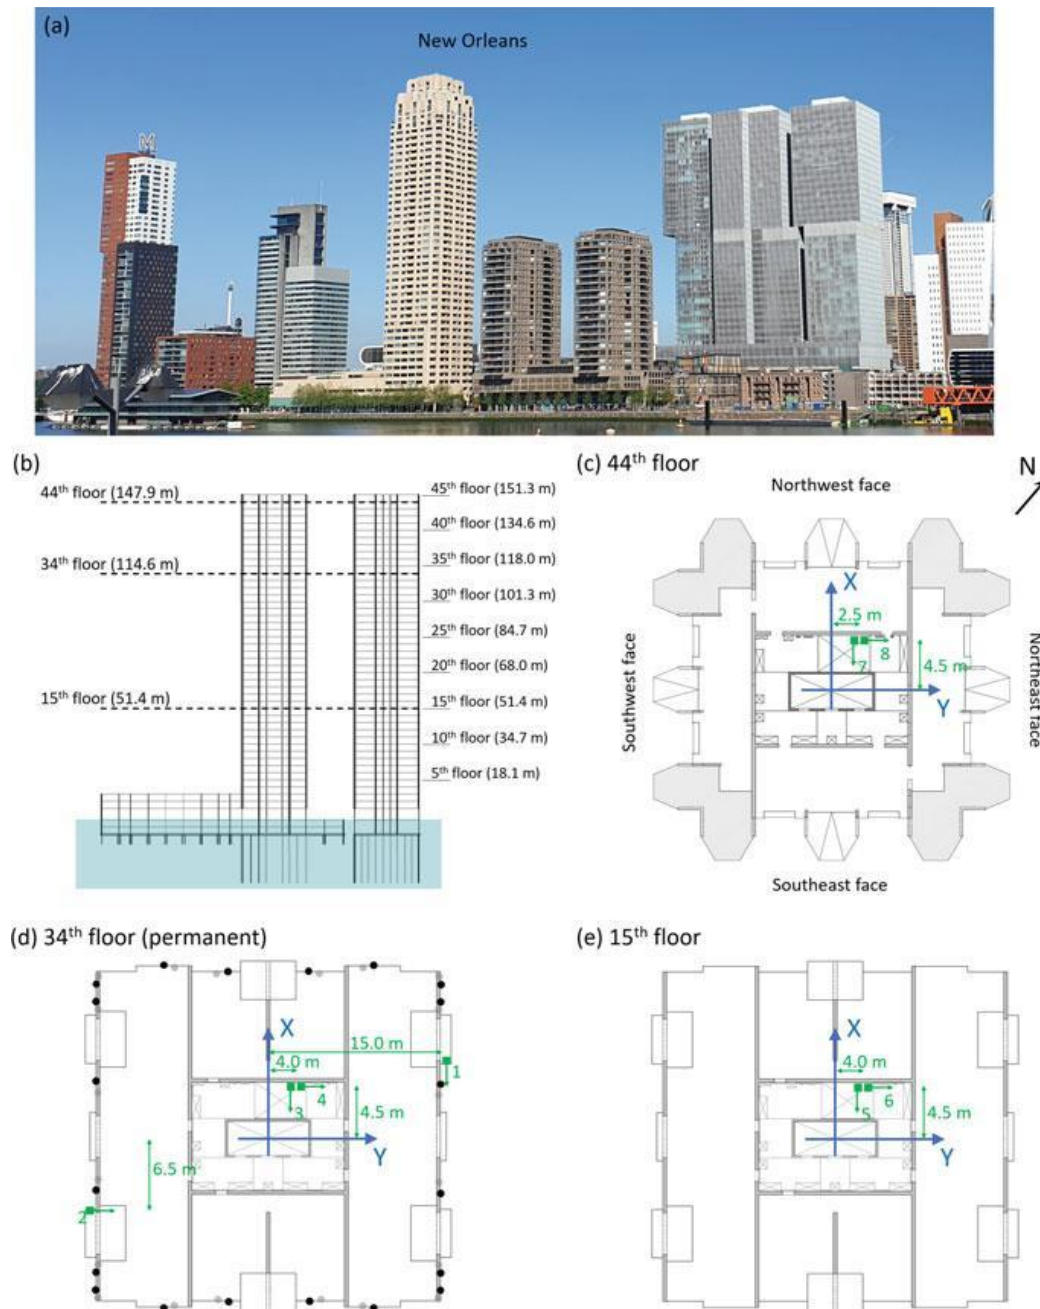 (a)
New Orleans
M
(b)
44th floor (147.9 m)
34th floor (114.6 m)
15th floor (51.4 m)
45th floor (151.3 m)
40th floor (134.6 m)
35th floor (118.0 m)
30th floor (101.3 m)
25th floor (84.7 m)
20th floor (68.0 m)
15th floor (51.4 m)
10th floor (34.7 m)
5th floor (18.1 m)
(c) 44th floor
N
Northwest face
X
2.5 m
8
7
4.5 m
Y
Southwest face
Northeast face
Southeast face
(d) 34th floor (permanent)
X
15.0 m
4.0 m
1
4
3
4.5 m
Y
6.5 m
2
(e) 15th floor
X
4.0 m
6
5
4.5 m
Y